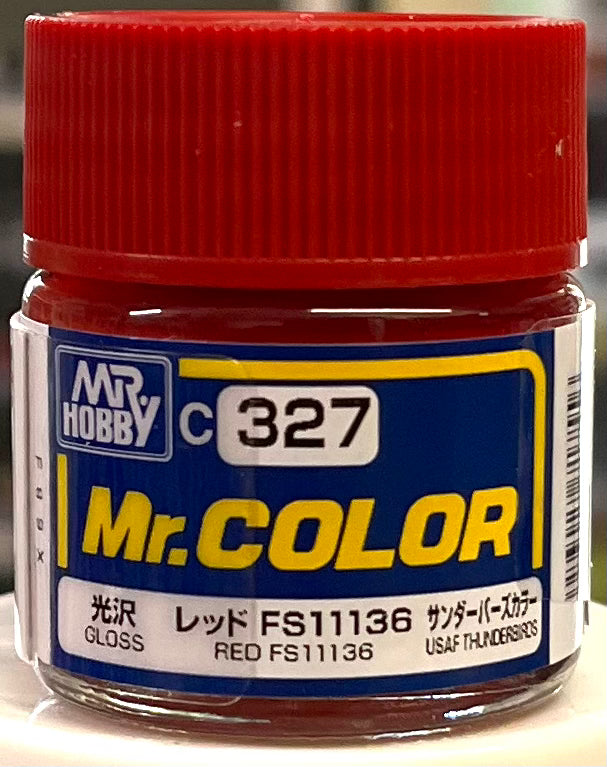 MR.
HOBBY
C 327
Mr.COLOR
光沢
GLOSS
レッド FS11136
RED FS11136
サンダーバーズカラー
USAF THUNDERBIRDS